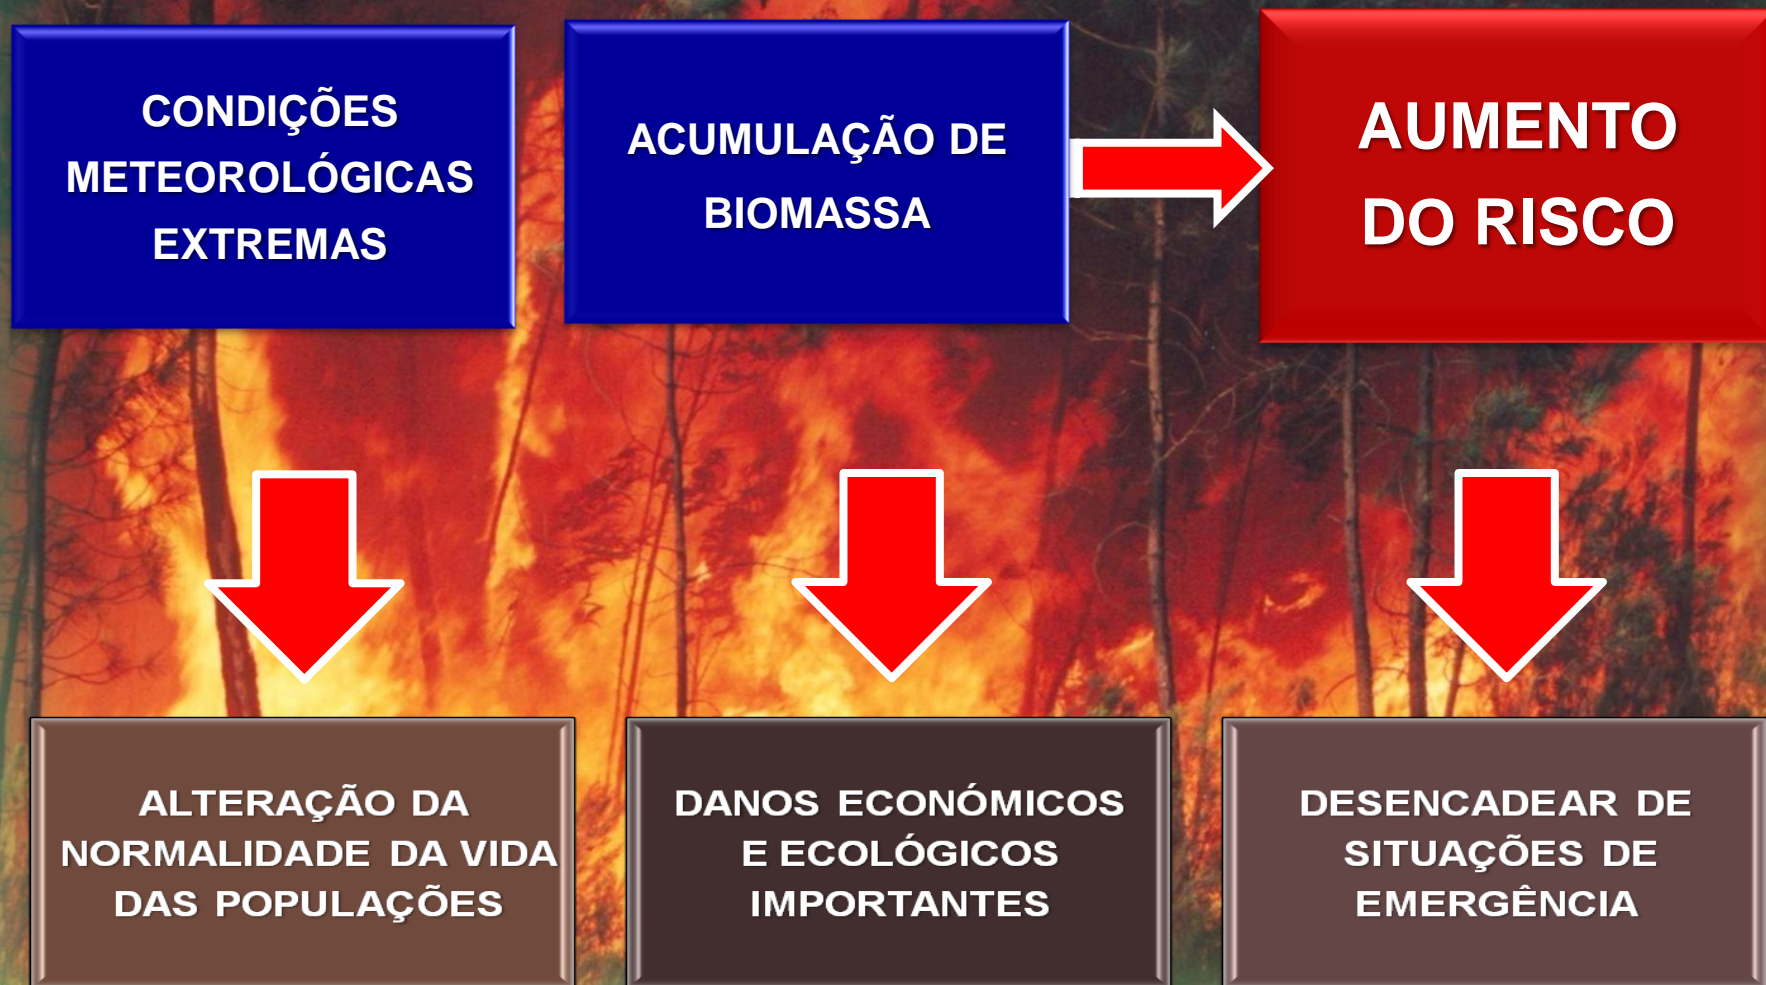 CONDIÇÕES
METEOROLÓGICAS
EXTREMAS
ACUMULAÇÃO DE
BIOMASSA
AUMENTO
DO RISCO
ALTERAÇÃO DA
NORMALIDADE DA VIDA
DAS POPULAÇÕES
DANOS ECONÓMICOS
E ECOLÓGICOS
IMPORTANTES
DESENCADEAR DE
SITUAÇÕES DE
EMERGÊNCIA